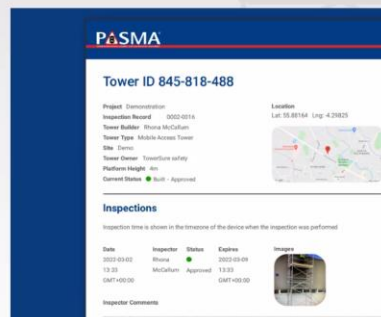 PASMA
Tower ID 845-818-488
Project Demonstration
Inspection Record 0002-0016
Tower Builder Rhona McCallum
Tower Type Mobile Access Tower
Site Demo
Tower Owner TowerSure safety
Platform Height 4m
Current Status Built - Approved
Location
Lat: 55.88164 Lng: -4.25825
Inspections
Inspection time is shown in the timezone of the device when the inspection was performed
Date Inspector Status Expires Images
2022-03-02 Rhona 2022-03-09
13:33 McCallum Approved 13:33
GMT+00:00 GMT+00:00
Inspector Comments